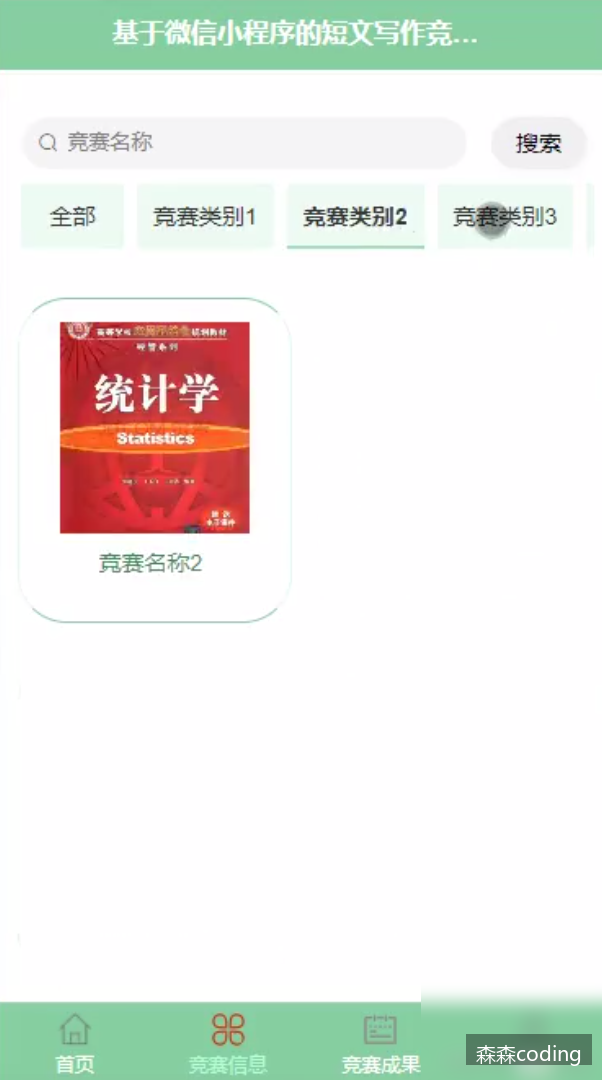 基于微信小程序的短文写作竞...
竞赛名称
搜索
全部
竞赛类别1
竞赛类别2
竞赛类别3
统计学
Statistics
竞赛名称2
首页
竞赛信息
竞赛成果
森森coding